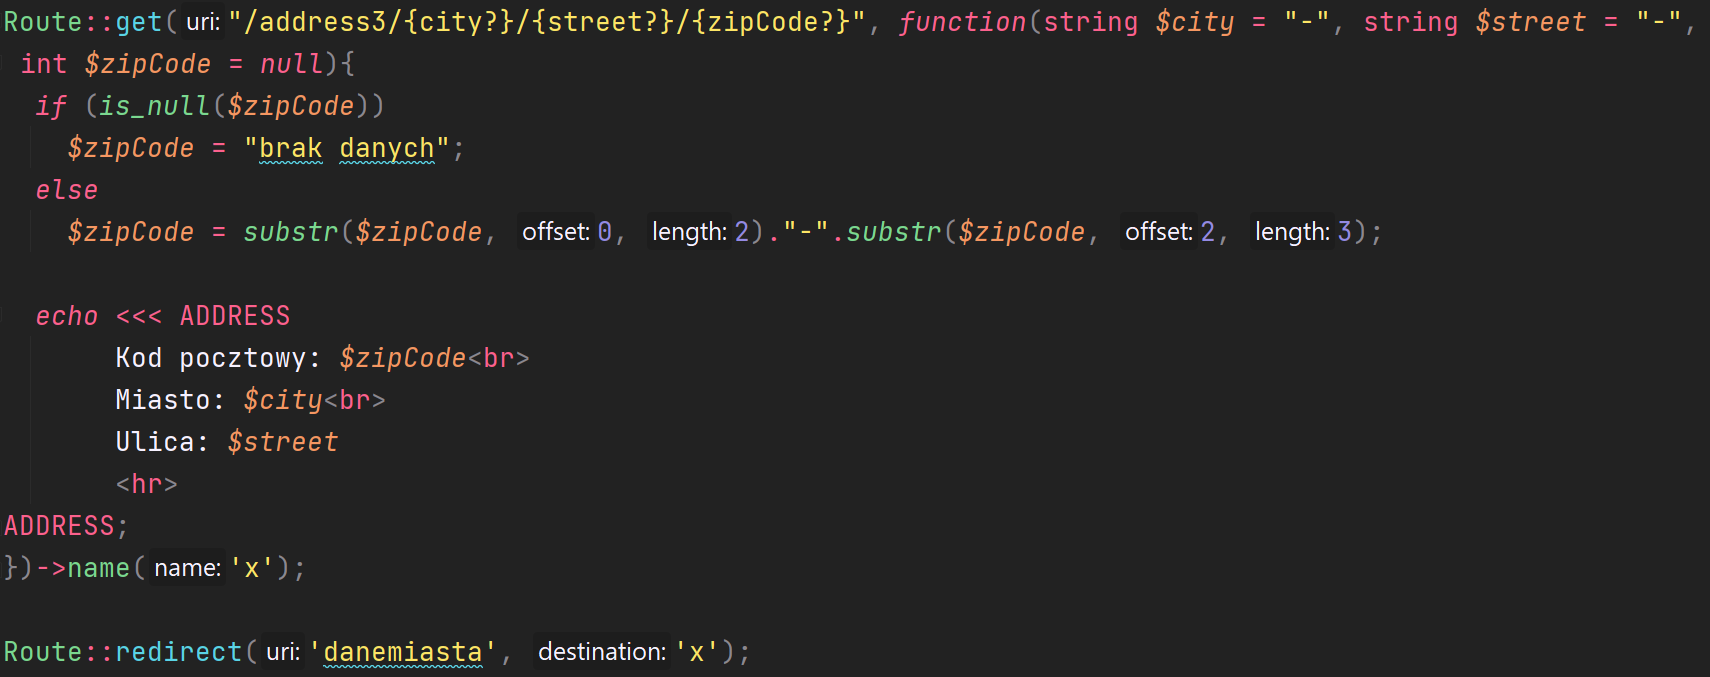 Route::get( uri: "/address3/{city?}/{street?}/{zipCode?}", function(string $city = "-", string $street = "-",
int $zipCode = null){
if (is_null($zipCode))
$zipCode = "brak danych";
else
$zipCode = substr($zipCode, offset: 0, length: 2)."-".substr($zipCode, offset: 2, length: 3);
echo <<< ADDRESS
Kod pocztowy: $zipCode<br>
Miasto: $city<br>
Ulica: $street
<hr>
ADDRESS;
})->name( name: 'x');
Route::redirect( uri: 'danemiasta', destination: 'x');